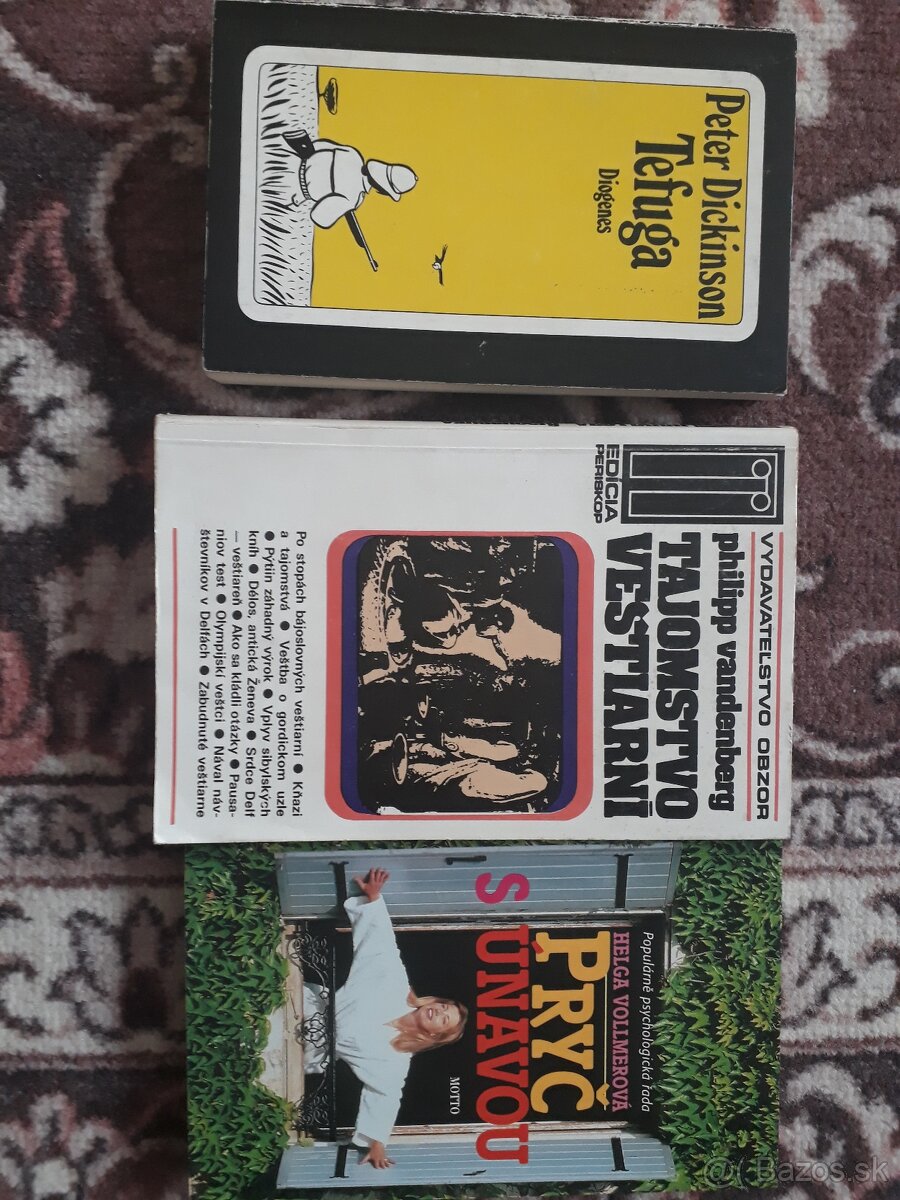 Peter Dickinson
Tefuga
Diogenes
EDÍCIA
PERISKOP
VYDAVATEĽSTVO OBZOR
philipp vandenberg
TAJOMSTVO
VEŠTIARNÍ
Po stopách bájoslovných veštiarní ● Kňazi
a tajomstvá ● Veštba o gordickom uzle
● Pýtiin záhadný výrok ● Vplyv sibylských
kníh ● Délos, antická Ženeva ● Srdce Delf
— veštiareň ● Ako sa kládli otázky ● Pausa-
niov test ● Olympijskí veštci ● Nával náv-
števníkov v Delfách ● Zabudnuté veštiarne
Populárně psychologická řada
HELGA VOLLMEROVÁ
PRYČ
S ÚNAVOU
MOTTO
@( Bazos.sk